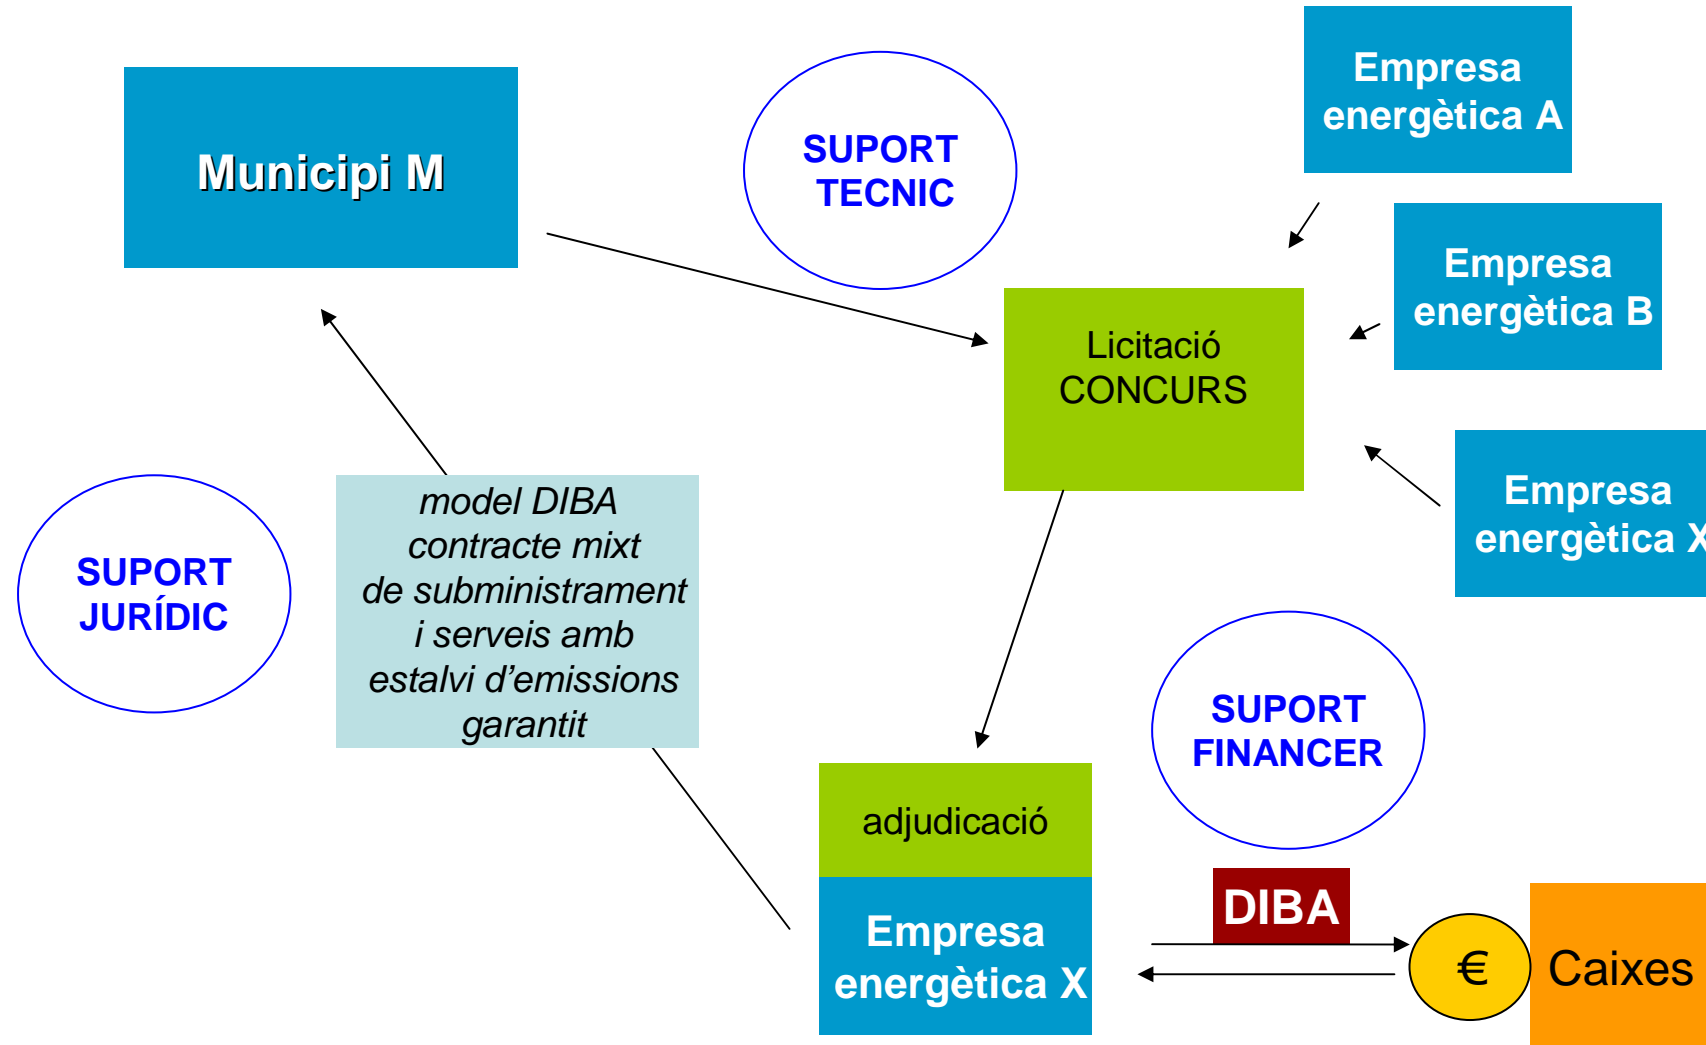 Municipi M
SUPORT
TECNIC
Empresa
energètica A
Empresa
energètica B
Licitació
CONCURS
Empresa
energètica X
SUPORT
JURÍDIC
model DIBA
contracte mixt
de subministrament
i serveis amb
estalvi d’emissions
garantit
SUPORT
FINANCER
adjudicació
Empresa
energètica X
DIBA
€
Caixes